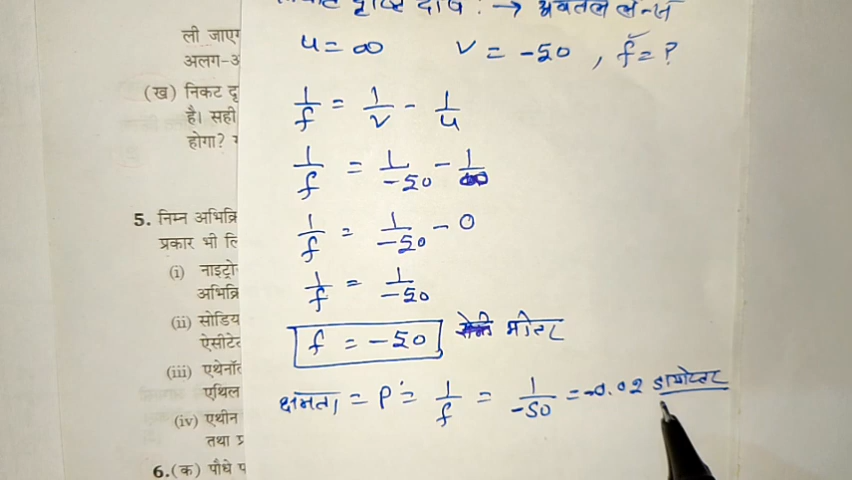 दृष्टि दोष : → अवतल लेन्स
u = ∞ v = -50 , f = ?
1/f = 1/v - 1/u
1/f = 1/-50 - 1/∞
1/f = 1/-50 - 0
1/f = 1/-50
f = -50 मीटर
क्षमता = P = 1/f = 1/-50 = -0.02 डायोप्टर
ली जाए
अलग-अ
(ख) निकट दृ
है। सही
होगा?
5. निम्न अभिक्रि
प्रकार भी लि
(i) नाइट्रो
अभिक्रि
(ii) सोडिय
ऐसीटे
(iii) एथेनॉ
एथिल
(iv) एथीन
तथा प्र
6.(क) पौधे प